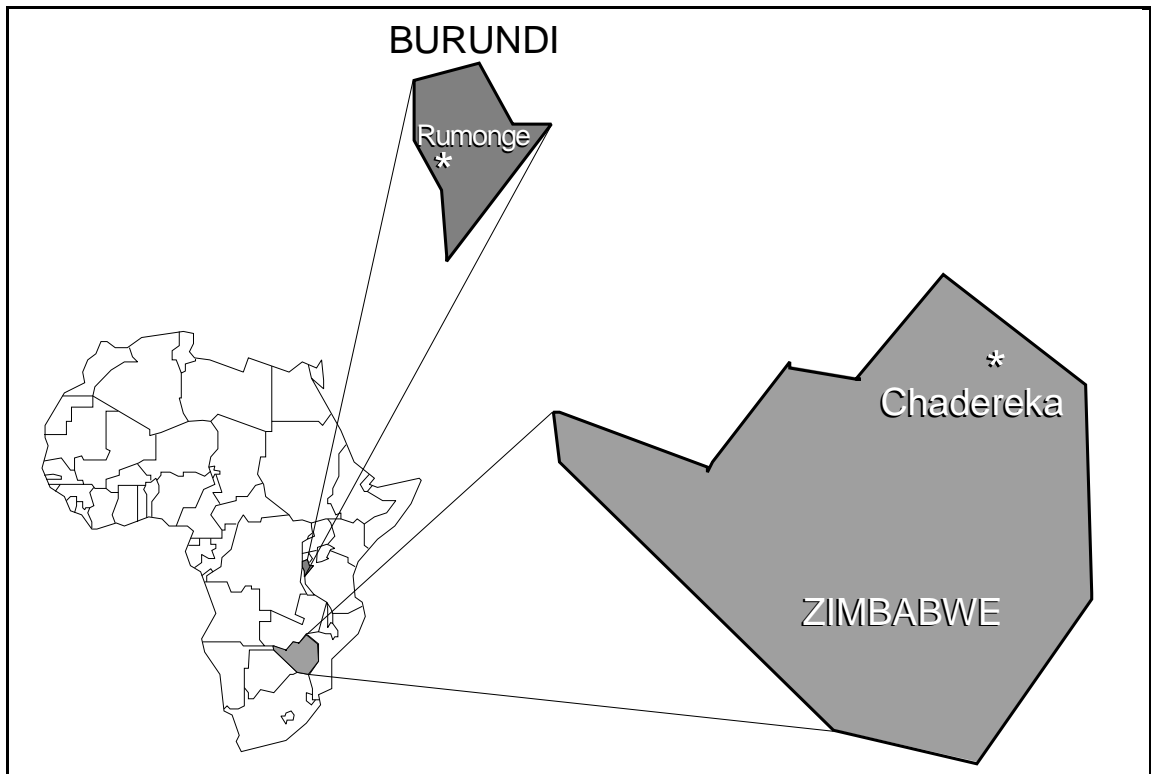 BURUNDI
Rumonge
*
*
Chadereka
ZIMBABWE